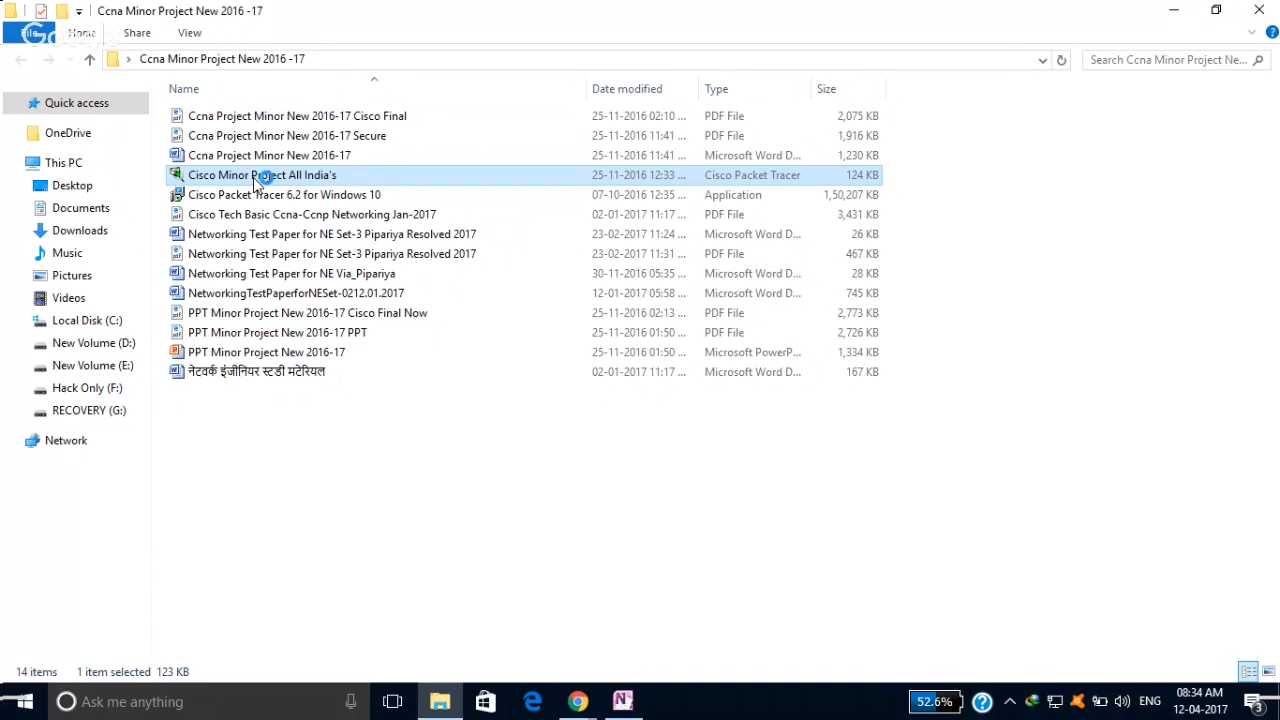 Ccna Minor Project New 2016 -17
File Home Share View
Ccna Minor Project New 2016 -17 Search Ccna Minor Project Ne...
Name Date modified Type Size
Quick access
OneDrive
This PC
Desktop
Documents
Downloads
Music
Pictures
Videos
Local Disk (C:)
New Volume (D:)
New Volume (E:)
Hack Only (F:)
RECOVERY (G:)
Network
Ccna Project Minor New 2016-17 Cisco Final 25-11-2016 02:10 ... PDF File 2,075 KB
Ccna Project Minor New 2016-17 Secure 25-11-2016 11:41 ... PDF File 1,916 KB
Ccna Project Minor New 2016-17 25-11-2016 11:41 ... Microsoft Word D... 1,230 KB
Cisco Minor Project All India's 25-11-2016 12:33 ... Cisco Packet Tracer 124 KB
Cisco Packet Tracer 6.2 for Windows 10 07-10-2016 12:35 ... Application 1,50,207 KB
Cisco Tech Basic Ccna-Ccnp Networking Jan-2017 02-01-2017 11:17 ... PDF File 3,431 KB
Networking Test Paper for NE Set-3 Pipariya Resolved 2017 23-02-2017 11:24 ... Microsoft Word D... 26 KB
Networking Test Paper for NE Set-3 Pipariya Resolved 2017 23-02-2017 11:31 ... PDF File 467 KB
Networking Test Paper for NE Via_Pipariya 30-11-2016 05:35 ... Microsoft Word D... 28 KB
NetworkingTestPaperforNESet-0212.01.2017 12-01-2017 05:58 ... Microsoft Word D... 745 KB
PPT Minor Project New 2016-17 Cisco Final Now 25-11-2016 02:13 ... PDF File 2,773 KB
PPT Minor Project New 2016-17 PPT 25-11-2016 01:50 ... PDF File 2,726 KB
PPT Minor Project New 2016-17 25-11-2016 01:50 ... Microsoft PowerP... 1,334 KB
नेटवर्क इंजीनियर स्टडी मटेरियल 02-01-2017 11:17 ... Microsoft Word D... 167 KB
14 items 1 item selected 123 KB
Ask me anything 52.6% ENG 08:34 AM
12-04-2017 3